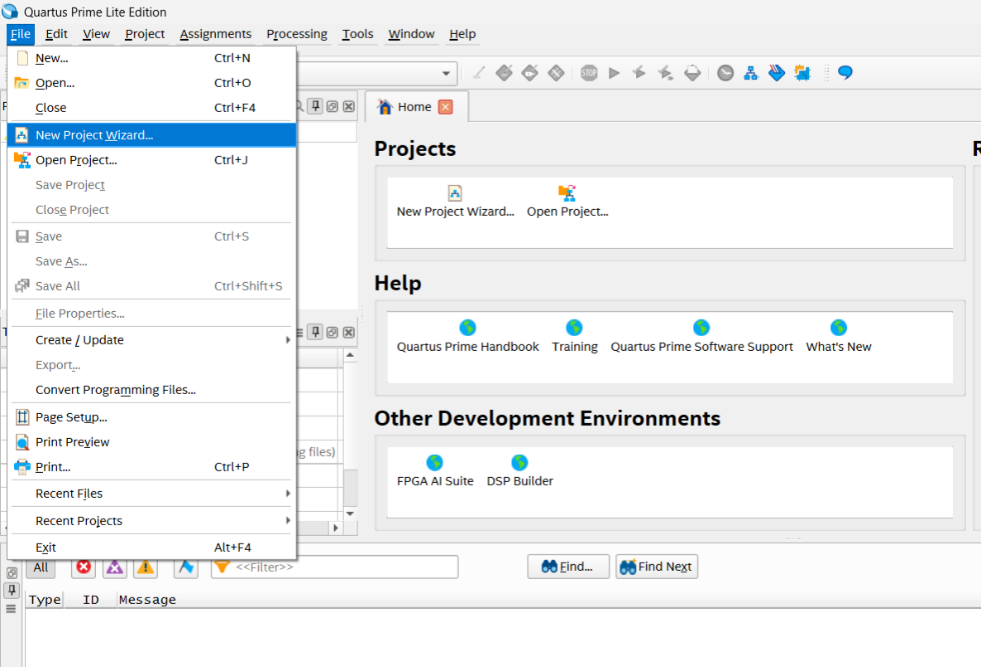 Quartus Prime Lite Edition
File Edit View Project Assignments Processing Tools Window Help
New... Ctrl+N
Open... Ctrl+O
Close Ctrl+F4
New Project Wizard...
Open Project... Ctrl+J
Save Project
Close Project
Save Ctrl+S
Save As...
Save All Ctrl+Shift+S
File Properties...
Create / Update
Export...
Convert Programming Files...
Page Setup...
Print Preview
Print... Ctrl+P
Recent Files
Recent Projects
Exit Alt+F4
STOP
Home
Projects
New Project Wizard... Open Project...
Help
Quartus Prime Handbook Training Quartus Prime Software Support What's New
Other Development Environments
FPGA AI Suite DSP Builder
files)
All <<Filter>> Find... Find Next
Type ID Message